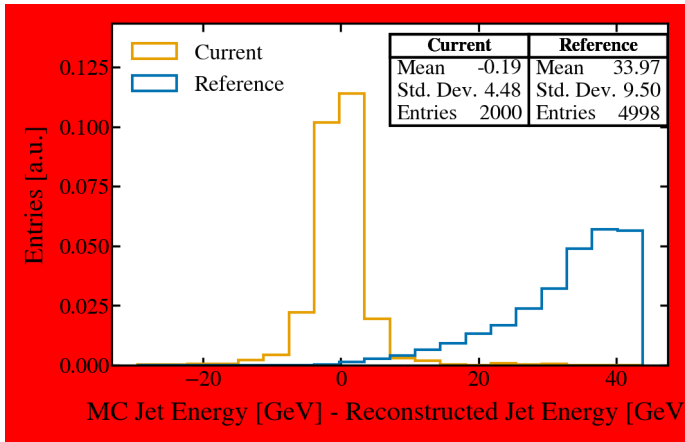 Current
Reference
Current Reference
Mean -0.19 Mean 33.97
Std. Dev. 4.48 Std. Dev. 9.50
Entries 2000 Entries 4998
Entries [a.u.]
0.125
0.100
0.075
0.050
0.025
0.000
−20 0 20 40
MC Jet Energy [GeV] - Reconstructed Jet Energy [GeV